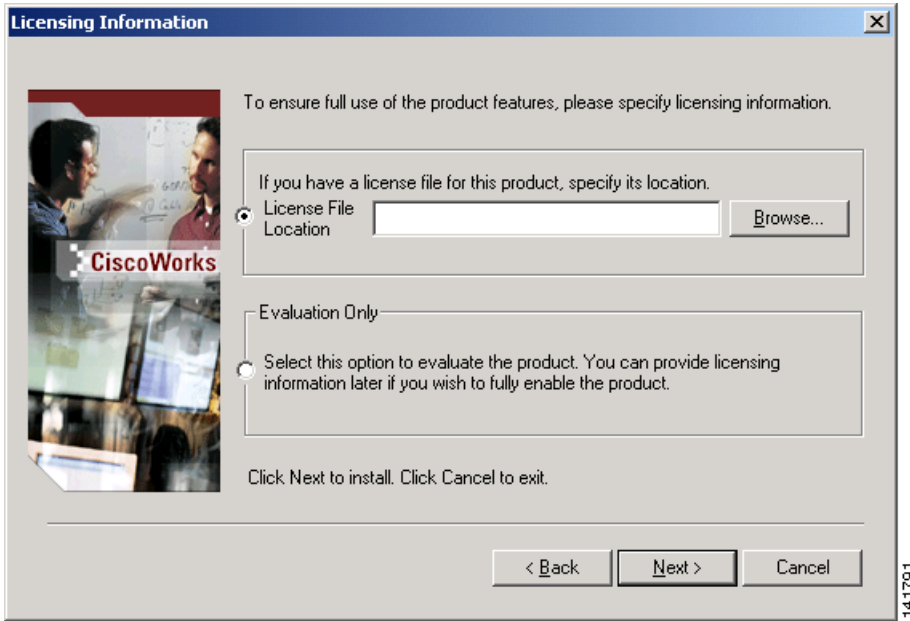 Licensing Information
To ensure full use of the product features, please specify licensing information.
If you have a license file for this product, specify its location.
License File
Location
Browse...
CiscoWorks
Evaluation Only
Select this option to evaluate the product. You can provide licensing
information later if you wish to fully enable the product.
Click Next to install. Click Cancel to exit.
< Back
Next >
Cancel
141791